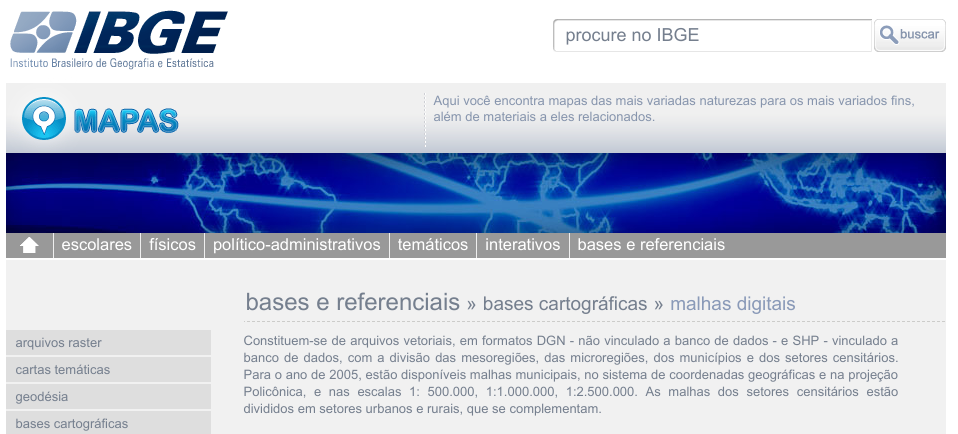 IBGE
Instituto Brasileiro de Geografia e Estatística
procure no IBGE
buscar
MAPAS
Aqui você encontra mapas das mais variadas naturezas para os mais variados fins,
além de materiais a eles relacionados.
escolares físicos político-administrativos temáticos interativos bases e referenciais
bases e referenciais » bases cartográficas » malhas digitais
arquivos raster
cartas temáticas
geodésia
bases cartográficas
Constituem-se de arquivos vetoriais, em formatos DGN - não vinculado a banco de dados - e SHP - vinculado a
banco de dados, com a divisão das mesoregiões, das microregiões, dos municípios e dos setores censitários.
Para o ano de 2005, estão disponíveis malhas municipais, no sistema de coordenadas geográficas e na projeção
Policônica, e nas escalas 1: 500.000, 1:1.000.000, 1:2.500.000. As malhas dos setores censitários estão
divididos em setores urbanos e rurais, que se complementam.